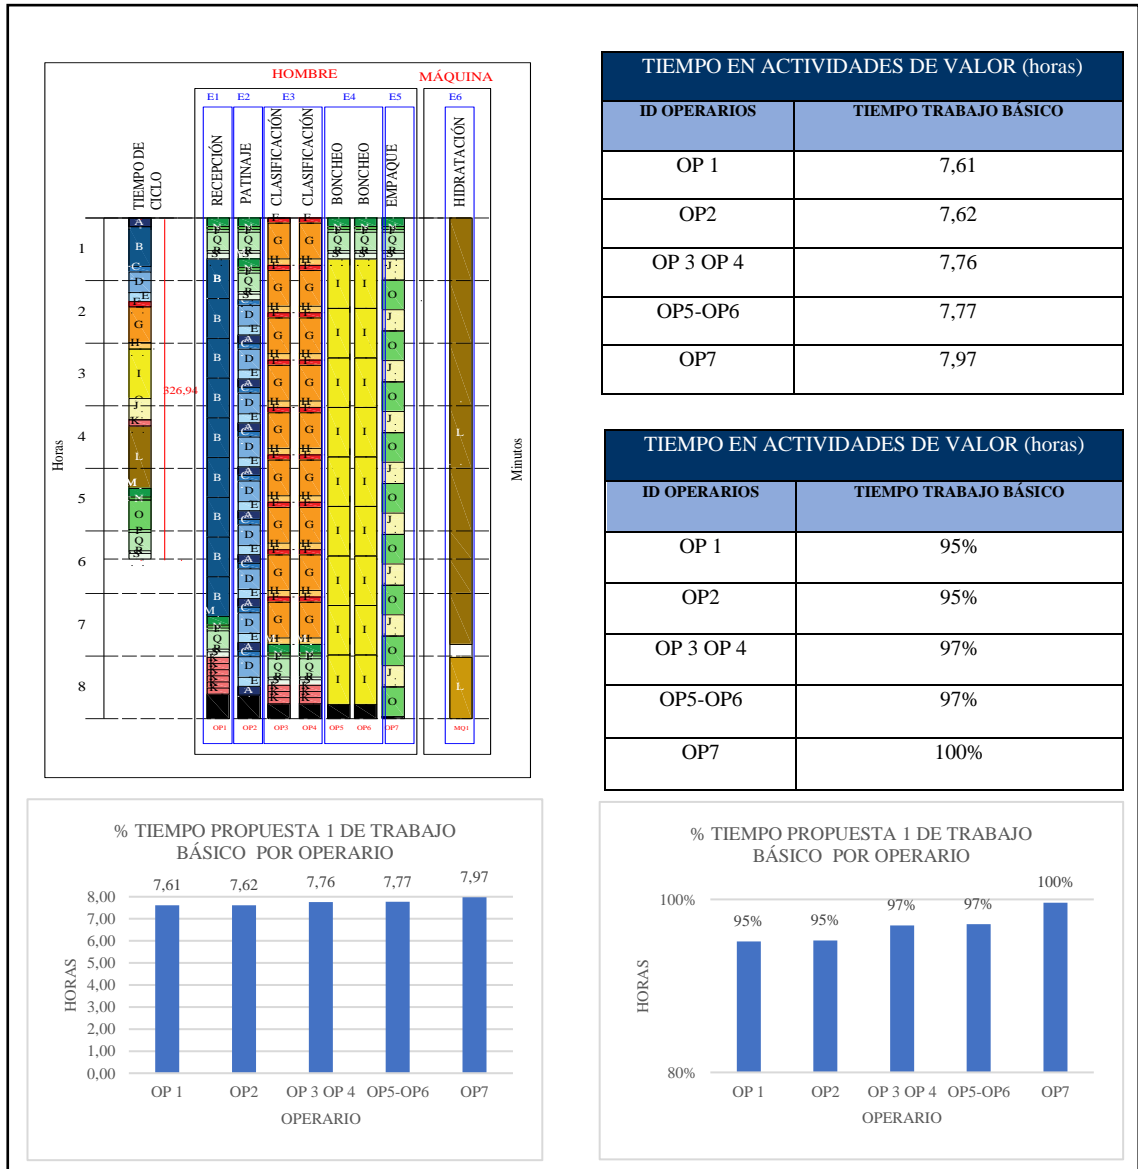 HOMBRE
MÁQUINA
E1 E2 E3 E4 E5 E6
TIEMPO DE CICLO
RECEPCIÓN
PATINAJE
CLASIFICACIÓN
CLASIFICACIÓN
BONCHEO
BONCHEO
EMPAQUE
HIDRATACIÓN
Horas
1
2
3
4
5
6
7
8
326,94
Minutos
A
B
C
D
E
F
G
H
I
J
K
L
M
N
O
P
Q
R
S
B
B
B
B
B
B
B
B
B
M
G
G
G
G
G
G
G
G
G
I
I
I
I
I
I
I
I
I
J
O
J
O
J
O
J
O
J
O
J
O
J
O
J
O
J
O
L
L
OP1 OP2 OP3 OP4 OP5 OP6 OP7 MQ1
TIEMPO EN ACTIVIDADES DE VALOR (horas)
ID OPERARIOS TIEMPO TRABAJO BÁSICO
OP 1 7,61
OP2 7,62
OP 3 OP 4 7,76
OP5-OP6 7,77
OP7 7,97
TIEMPO EN ACTIVIDADES DE VALOR (horas)
ID OPERARIOS TIEMPO TRABAJO BÁSICO
OP 1 95%
OP2 95%
OP 3 OP 4 97%
OP5-OP6 97%
OP7 100%
% TIEMPO PROPUESTA 1 DE TRABAJO
BÁSICO POR OPERARIO
7,61 7,62 7,76 7,77 7,97
8,00
7,00
6,00
5,00
4,00
3,00
2,00
1,00
0,00
HORAS
OP 1 OP2 OP 3 OP 4 OP5-OP6 OP7
OPERARIO
% TIEMPO PROPUESTA 1 DE TRABAJO
BÁSICO POR OPERARIO
100%
95% 95% 97% 97% 100%
80%
HORAS
OP 1 OP2 OP 3 OP 4 OP5-OP6 OP7
OPERARIO